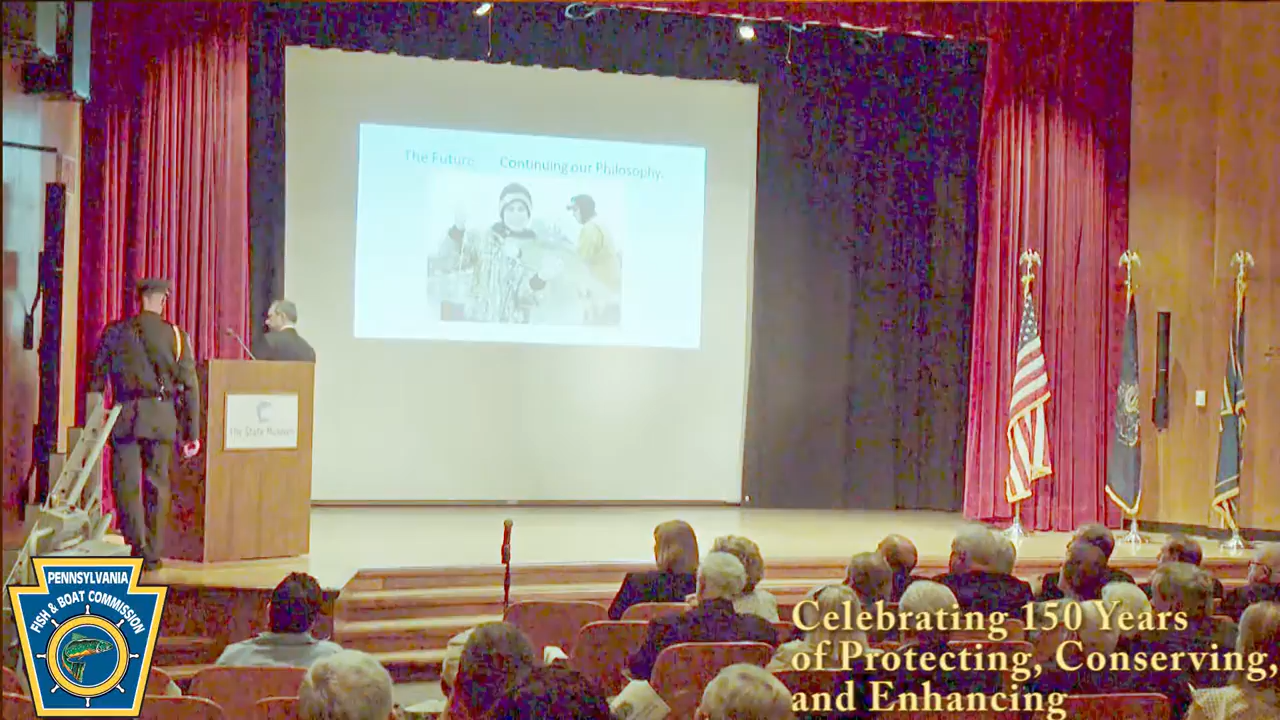 The Future Continuing our Philosophy.
The State Museum
PENNSYLVANIA
FISH & BOAT COMMISSION
Celebrating 150 Years
of Protecting, Conserving,
and Enhancing